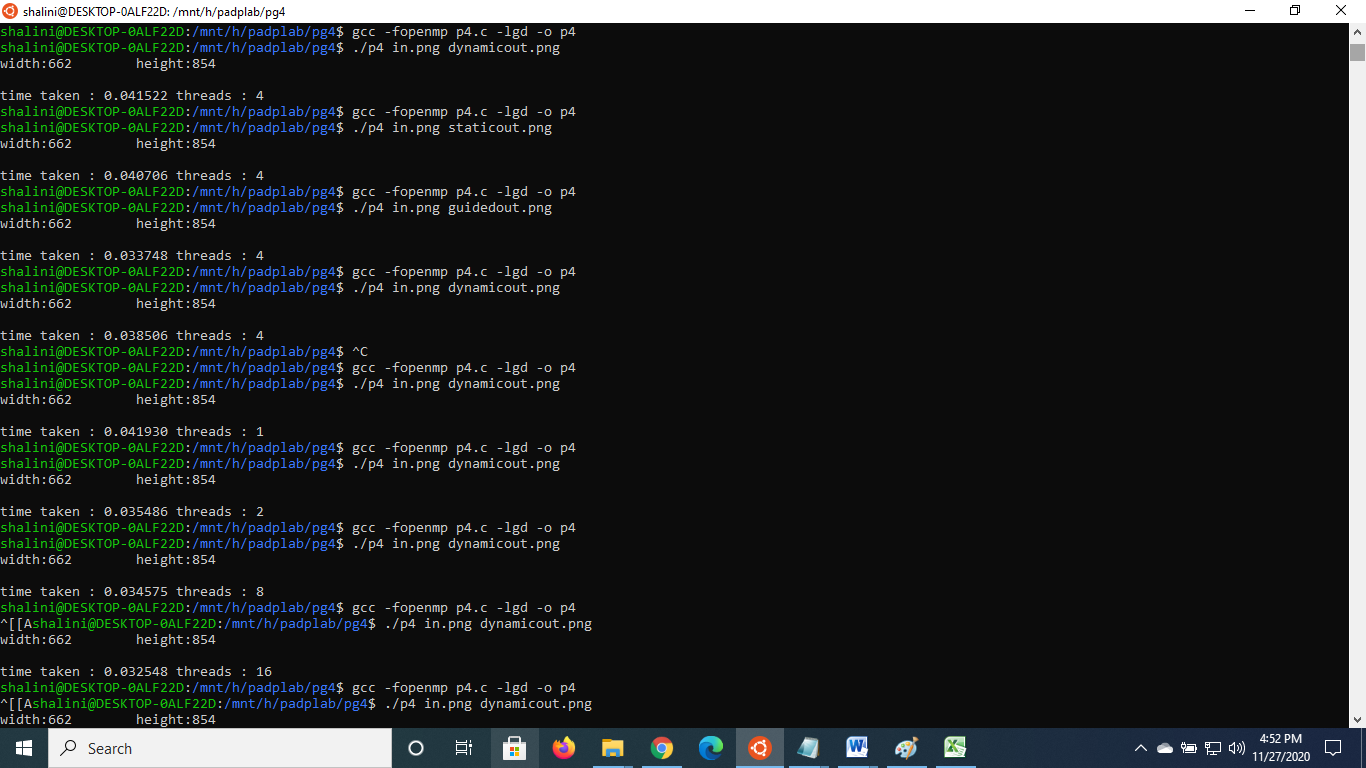 shalini@DESKTOP-0ALF22D: /mnt/h/padplab/pg4
shalini@DESKTOP-0ALF22D:/mnt/h/padplab/pg4$ gcc -fopenmp p4.c -lgd -o p4
shalini@DESKTOP-0ALF22D:/mnt/h/padplab/pg4$ ./p4 in.png dynamicout.png
width:662        height:854
time taken : 0.041522 threads : 4
shalini@DESKTOP-0ALF22D:/mnt/h/padplab/pg4$ gcc -fopenmp p4.c -lgd -o p4
shalini@DESKTOP-0ALF22D:/mnt/h/padplab/pg4$ ./p4 in.png staticout.png
width:662        height:854
time taken : 0.040706 threads : 4
shalini@DESKTOP-0ALF22D:/mnt/h/padplab/pg4$ gcc -fopenmp p4.c -lgd -o p4
shalini@DESKTOP-0ALF22D:/mnt/h/padplab/pg4$ ./p4 in.png guidedout.png
width:662        height:854
time taken : 0.033748 threads : 4
shalini@DESKTOP-0ALF22D:/mnt/h/padplab/pg4$ gcc -fopenmp p4.c -lgd -o p4
shalini@DESKTOP-0ALF22D:/mnt/h/padplab/pg4$ ./p4 in.png dynamicout.png
width:662        height:854
time taken : 0.038506 threads : 4
shalini@DESKTOP-0ALF22D:/mnt/h/padplab/pg4$ ^C
shalini@DESKTOP-0ALF22D:/mnt/h/padplab/pg4$ gcc -fopenmp p4.c -lgd -o p4
shalini@DESKTOP-0ALF22D:/mnt/h/padplab/pg4$ ./p4 in.png dynamicout.png
width:662        height:854
time taken : 0.041930 threads : 1
shalini@DESKTOP-0ALF22D:/mnt/h/padplab/pg4$ gcc -fopenmp p4.c -lgd -o p4
shalini@DESKTOP-0ALF22D:/mnt/h/padplab/pg4$ ./p4 in.png dynamicout.png
width:662        height:854
time taken : 0.035486 threads : 2
shalini@DESKTOP-0ALF22D:/mnt/h/padplab/pg4$ gcc -fopenmp p4.c -lgd -o p4
shalini@DESKTOP-0ALF22D:/mnt/h/padplab/pg4$ ./p4 in.png dynamicout.png
width:662        height:854
time taken : 0.034575 threads : 8
shalini@DESKTOP-0ALF22D:/mnt/h/padplab/pg4$ gcc -fopenmp p4.c -lgd -o p4
^[[Ashalini@DESKTOP-0ALF22D:/mnt/h/padplab/pg4$ ./p4 in.png dynamicout.png
width:662        height:854
time taken : 0.032548 threads : 16
shalini@DESKTOP-0ALF22D:/mnt/h/padplab/pg4$ gcc -fopenmp p4.c -lgd -o p4
^[[Ashalini@DESKTOP-0ALF22D:/mnt/h/padplab/pg4$ ./p4 in.png dynamicout.png
width:662        height:854
Search
4:52 PM
11/27/2020